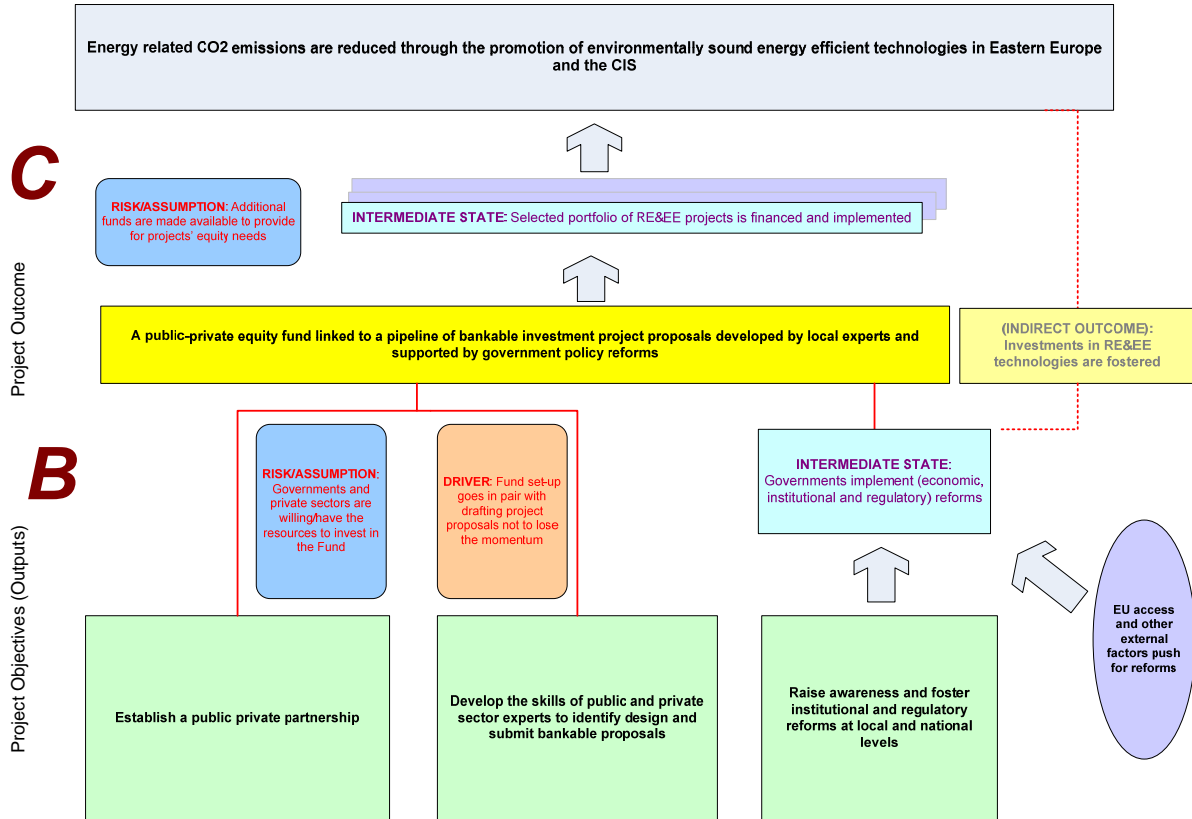 Energy related CO2 emissions are reduced through the promotion of environmentally sound energy efficient technologies in Eastern Europe
and the CIS
C
RISK/ASSUMPTION: Additional
funds are made available to provide
for projects' equity needs
INTERMEDIATE STATE: Selected portfolio of RE&EE projects is financed and implemented
Project Outcome
A public-private equity fund linked to a pipeline of bankable investment project proposals developed by local experts and
supported by government policy reforms
(INDIRECT OUTCOME):
Investments in RE&EE
technologies are fostered
B
RISK/ASSUMPTION:
Governments and
private sectors are
willing/have the
resources to invest in
the Fund
DRIVER: Fund set-up
goes in pair with
drafting project
proposals not to lose
the momentum
INTERMEDIATE STATE:
Governments implement (economic,
institutional and regulatory) reforms
EU access
and other
external
factors push
for reforms
Project Objectives (Outputs)
Establish a public private partnership
Develop the skills of public and private
sector experts to identify design and
submit bankable proposals
Raise awareness and foster
institutional and regulatory
reforms at local and national
levels